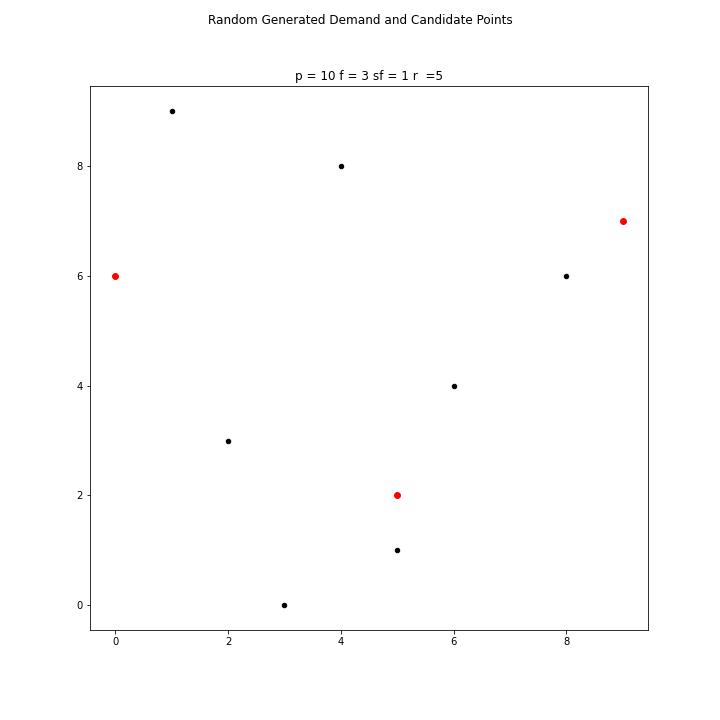 Random Generated Demand and Candidate Points
p = 10 f = 3 sf = 1 r  =5
8
6
4
2
0
0 2 4 6 8